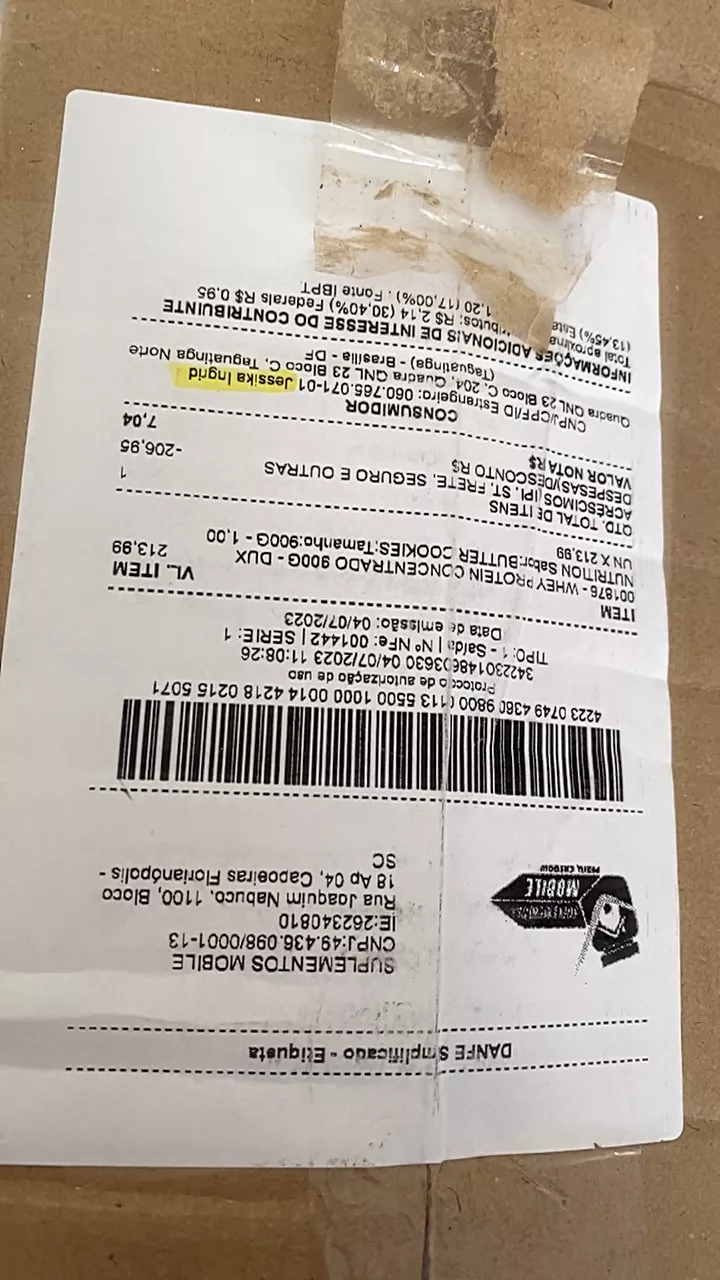 DANFE Simplificado - Etiqueta
SUPLEMENTOS MOBILE
CNPJ:49.436.098/0001-13
IE:262340810
Rua Joaquim Nabuco, 1100, Bloco
18 Ap 04, Capoeiras Florianópolis -
SC
MOBILE
4223 0749 4360 9800 0113 5500 1000 0014 4218 0215 5071
Protocolo de autorização de uso
342230148603630 04/07/2023 11:08:26
TIPO: 1 - Saída | Nº NFe: 001442 | SERIE: 1
Data de emissão: 04/07/2023
ITEM VL. ITEM
001876 - WHEY PROTEIN CONCENTRADO 900G - DUX
NUTRITION Sabor:BUTTER COOKIES;Tamanho:900G - 1,00
UN X 213,99 213,99
QTD. TOTAL DE ITENS 1
ACRÉSCIMOS (IPI, ST, FRETE, SEGURO E OUTRAS
DESPESAS)/DESCONTO R$ -206,95
VALOR NOTA R$ 7,04
CONSUMIDOR
CNPJ/CPF/ID Estrangeiro: 060.765.071-01 Jessika Ingrid
Quadra QNL 23 Bloco C, 204, Quadra QNL 23 Bloco C, Taguatinga Norte
(Taguatinga) - Brasília - DF
INFORMAÇÕES ADICIONAIS DE INTERESSE DO CONTRIBUINTE
Total aproxima tributos: R$ 2,14 (30,40%) Federais R$ 0,95
(13,45%) Esta 1,20 (17,00%) . Fonte IBPT